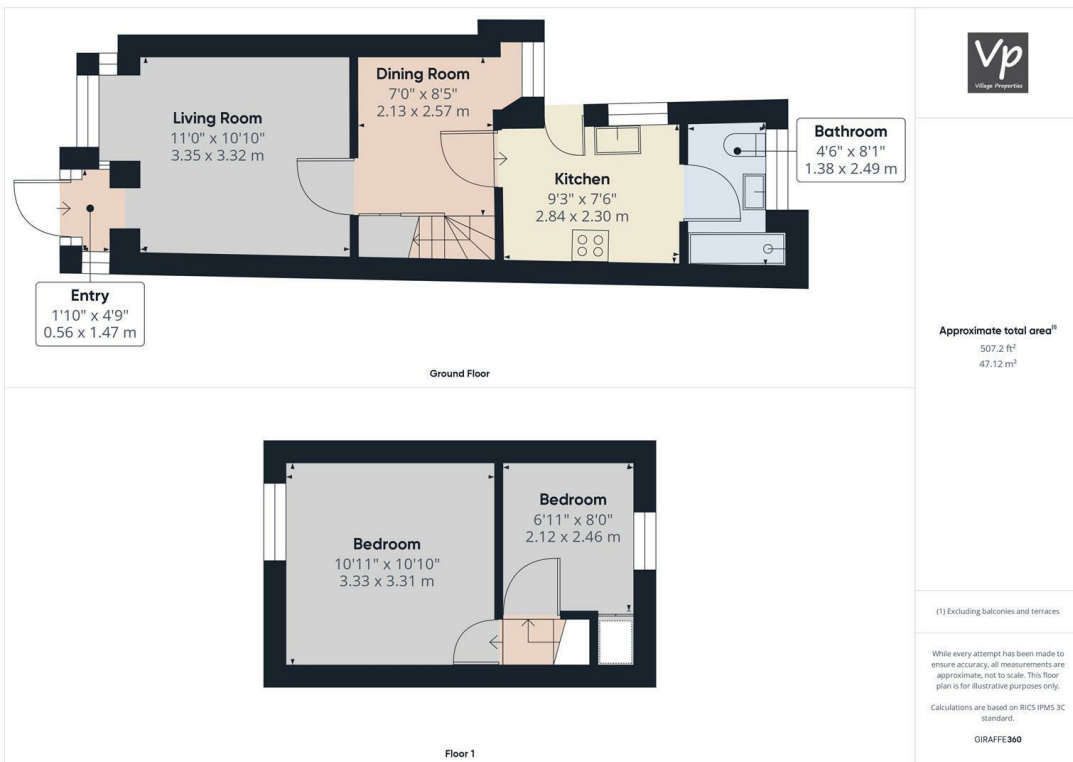 Living Room
11'0" x 10'10"
3.35 x 3.32 m
Dining Room
7'0" x 8'5"
2.13 x 2.57 m
Kitchen
9'3" x 7'6"
2.84 x 2.30 m
Bathroom
4'6" x 8'1"
1.38 x 2.49 m
Entry
1'10" x 4'9"
0.56 x 1.47 m
Ground Floor
Bedroom
10'11" x 10'10"
3.33 x 3.31 m
Bedroom
6'11" x 8'0"
2.12 x 2.46 m
Floor 1
Vp
Village Properties
Approximate total area(1)
507.2 ft²
47.12 m²
(1) Excluding balconies and terraces
While every attempt has been made to
ensure accuracy, all measurements are
approximate, not to scale. This floor
plan is for illustrative purposes only.
Calculations are based on RICS IPMS 3C
standard.
GIRAFFE360